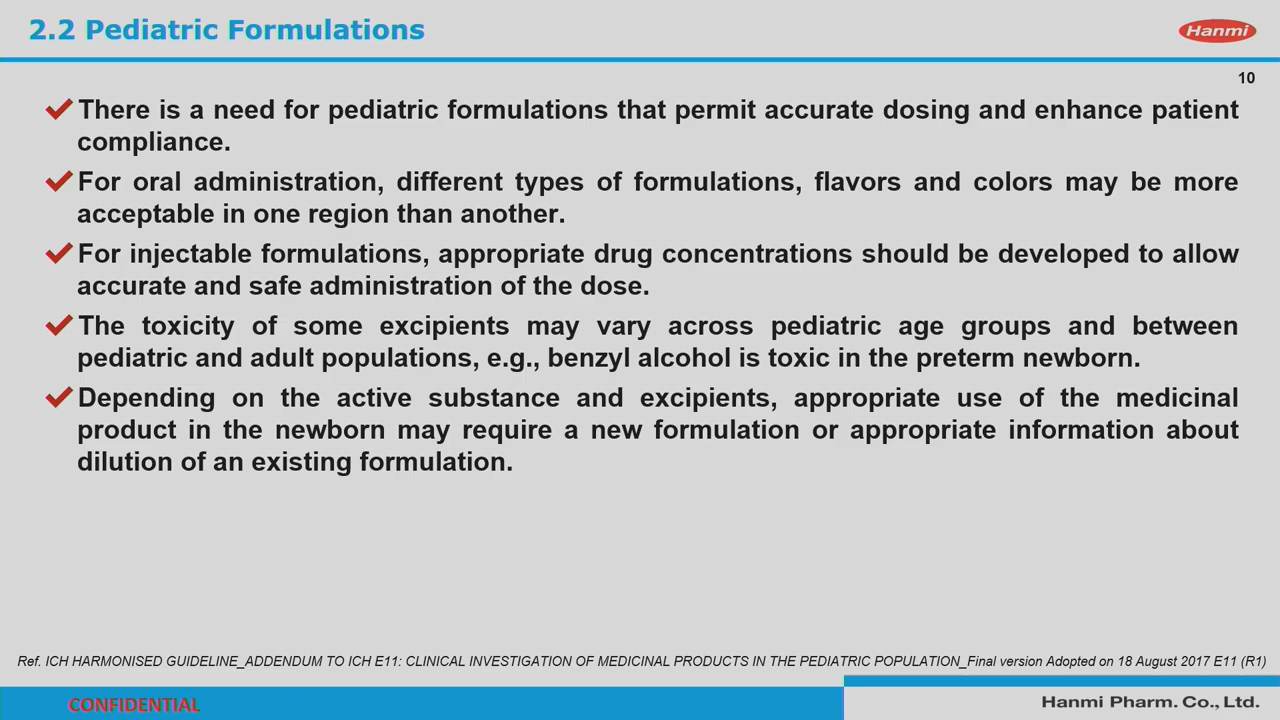 2.2 Pediatric Formulations
Hanmi
10
There is a need for pediatric formulations that permit accurate dosing and enhance patient
compliance.
For oral administration, different types of formulations, flavors and colors may be more
acceptable in one region than another.
For injectable formulations, appropriate drug concentrations should be developed to allow
accurate and safe administration of the dose.
The toxicity of some excipients may vary across pediatric age groups and between
pediatric and adult populations, e.g., benzyl alcohol is toxic in the preterm newborn.
Depending on the active substance and excipients, appropriate use of the medicinal
product in the newborn may require a new formulation or appropriate information about
dilution of an existing formulation.
Ref. ICH HARMONISED GUIDELINE_ADDENDUM TO ICH E11: CLINICAL INVESTIGATION OF MEDICINAL PRODUCTS IN THE PEDIATRIC POPULATION_Final version Adopted on 18 August 2017 E11 (R1)
CONFIDENTIAL
Hanmi Pharm. Co., Ltd.